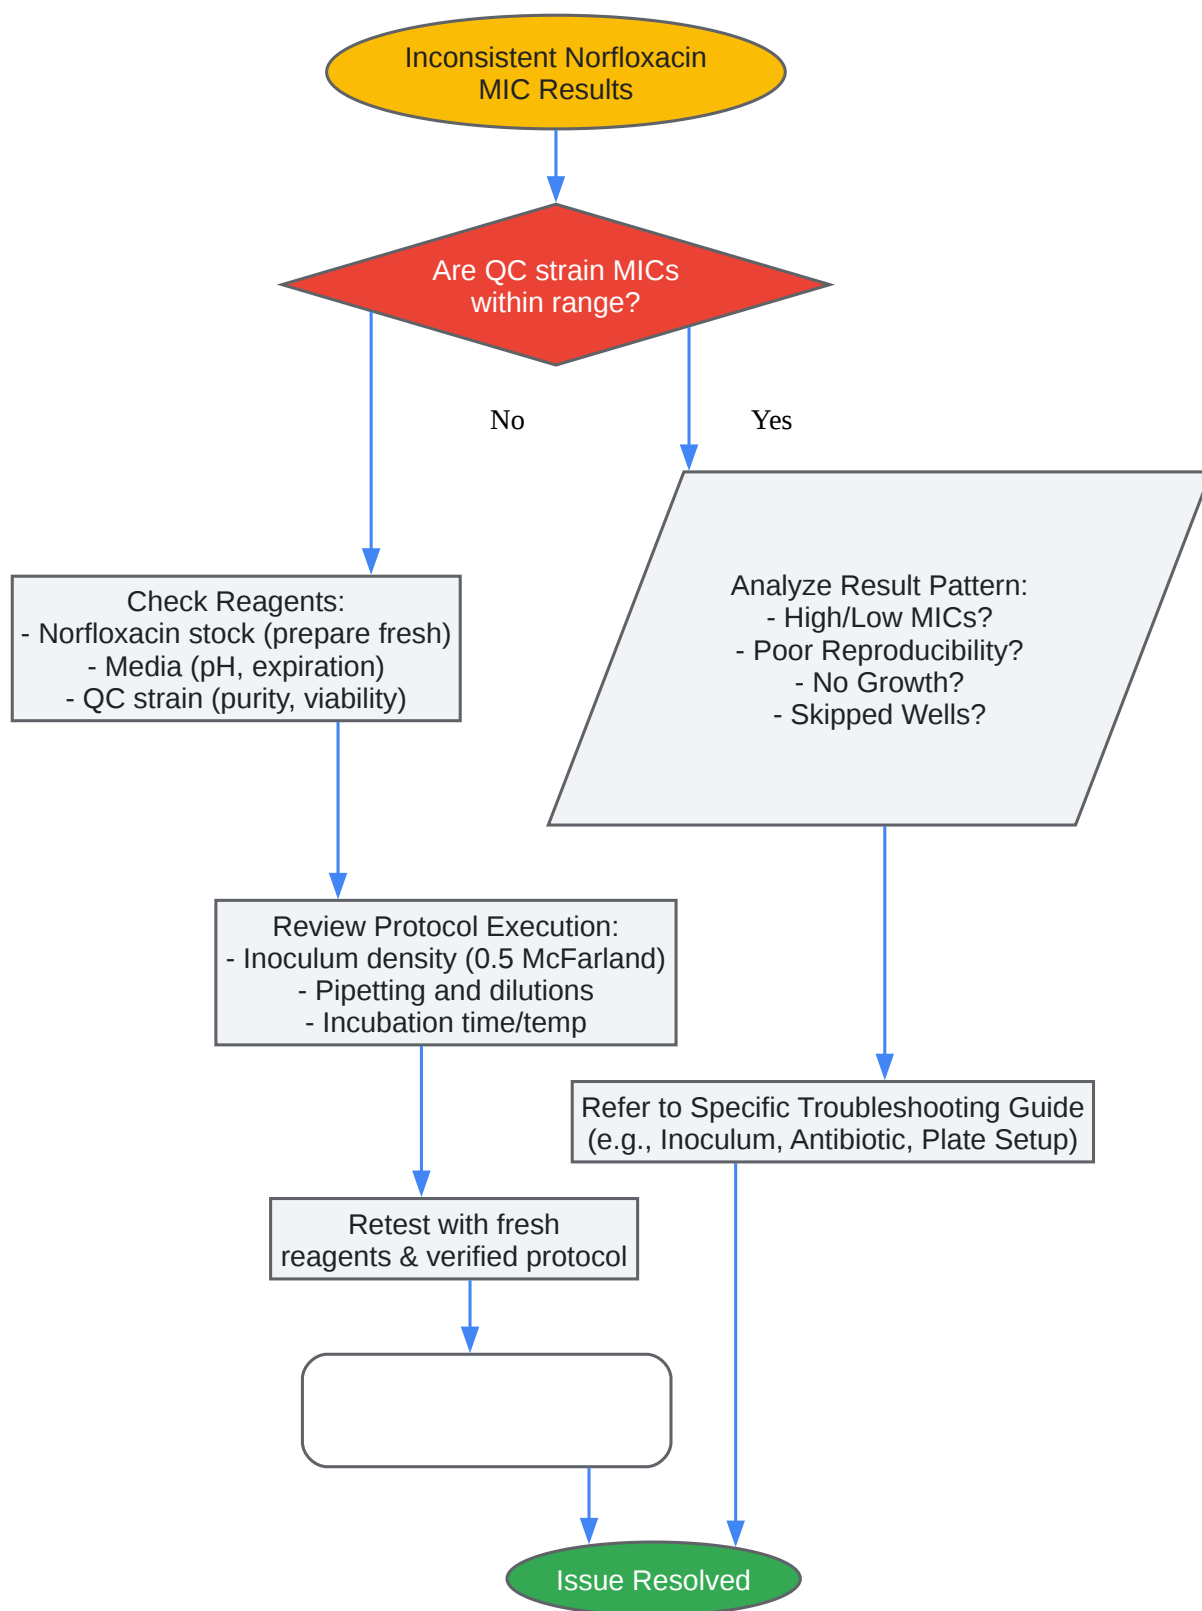 Inconsistent Norfloxacin
MIC Results
Are QC strain MICs
within range?
No
Yes
Check Reagents:
- Norfloxacin stock (prepare fresh)
- Media (pH, expiration)
- QC strain (purity, viability)
Analyze Result Pattern:
- High/Low MICs?
- Poor Reproducibility?
- No Growth?
- Skipped Wells?
Review Protocol Execution:
- Inoculum density (0.5 McFarland)
- Pipetting and dilutions
- Incubation time/temp
Refer to Specific Troubleshooting Guide
(e.g., Inoculum, Antibiotic, Plate Setup)
Retest with fresh
reagents & verified protocol
Issue Resolved